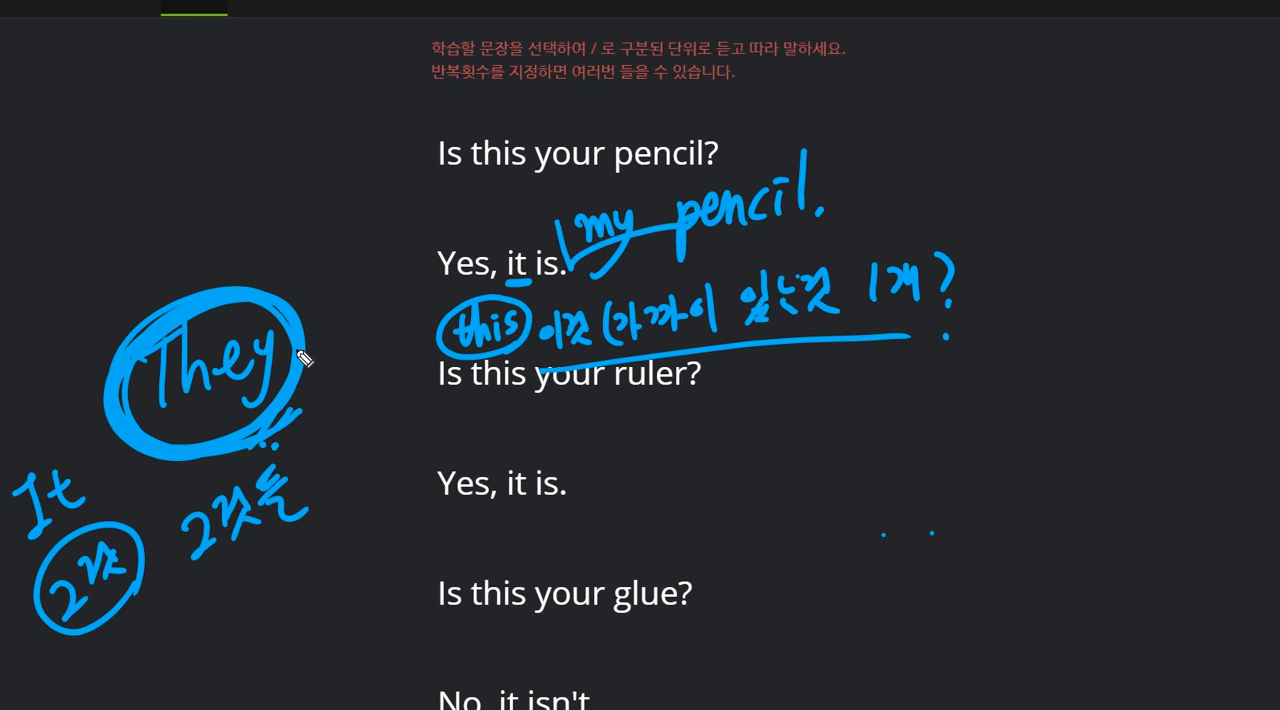 학습할 문장을 선택하여 / 로 구분된 단위로 듣고 따라 말하세요.
반복횟수를 지정하면 여러번 들을 수 있습니다.
Is this your pencil?
Yes, it is. my pencil.
this 이것 (가까이 있는것 1개 ?
Is this your ruler?
They
Yes, it is.
It
그것
그것들
Is this your glue?
No, it isn't